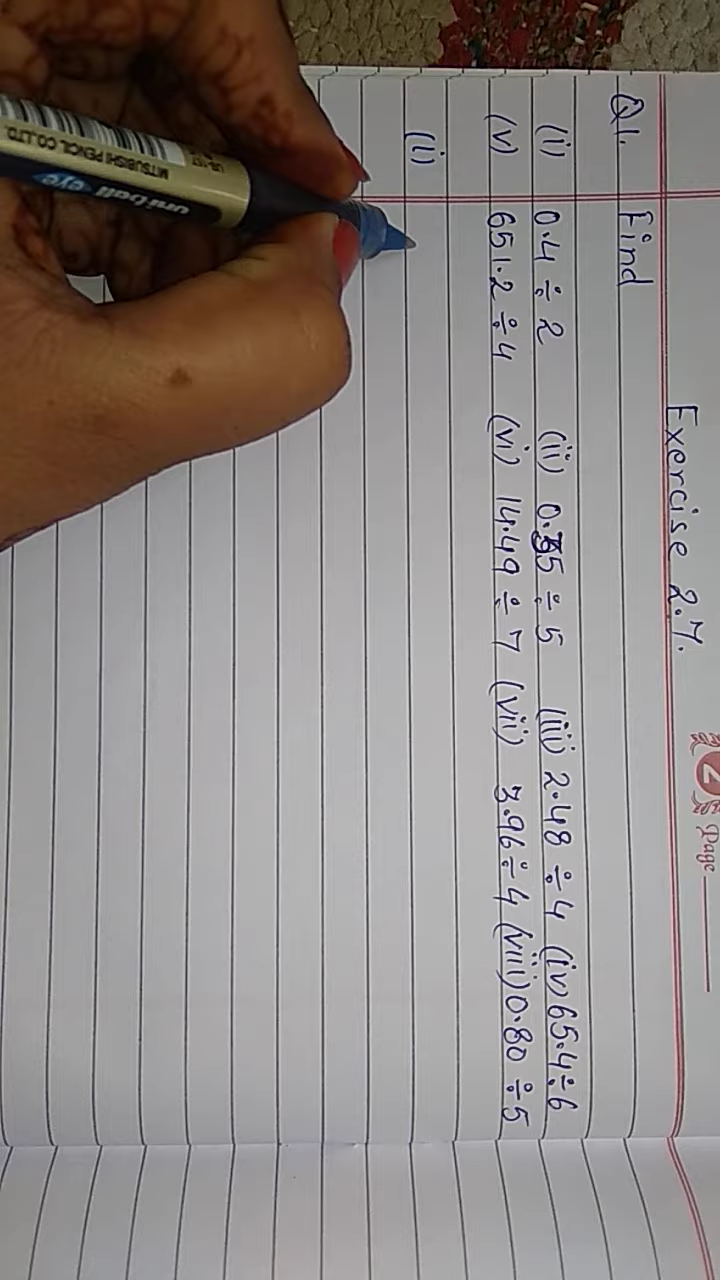 Page
Exercise 2.7.
Q1. Find
(i) 0.4 ÷ 2 (ii) 0.35 ÷ 5 (iii) 2.48 ÷ 4 (iv) 65.4 ÷ 6
(v) 651.2 ÷ 4 (vi) 14.49 ÷ 7 (vii) 3.96 ÷ 4 (viii) 0.80 ÷ 5
(i)
uni-ball eye
MITSUBISHI PENCIL CO.,LTD.